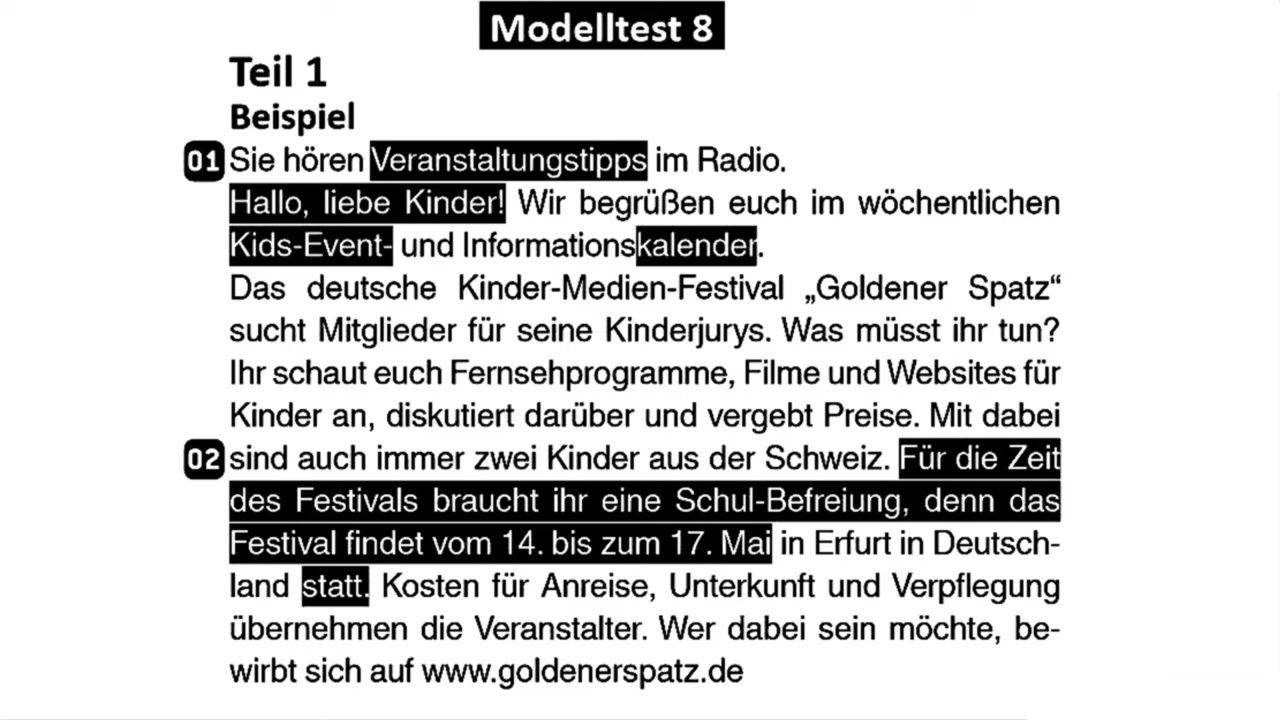 Modelltest 8
Teil 1
Beispiel
01 Sie hören Veranstaltungstipps im Radio.
Hallo, liebe Kinder! Wir begrüßen euch im wöchentlichen
Kids-Event- und Informationskalender.
Das deutsche Kinder-Medien-Festival „Goldener Spatz“
sucht Mitglieder für seine Kinderjurys. Was müsst ihr tun?
Ihr schaut euch Fernsehprogramme, Filme und Websites für
Kinder an, diskutiert darüber und vergebt Preise. Mit dabei
02 sind auch immer zwei Kinder aus der Schweiz. Für die Zeit
des Festivals braucht ihr eine Schul-Befreiung, denn das
Festival findet vom 14. bis zum 17. Mai in Erfurt in Deutsch-
land statt. Kosten für Anreise, Unterkunft und Verpflegung
übernehmen die Veranstalter. Wer dabei sein möchte, be-
wirbt sich auf www.goldenerspatz.de